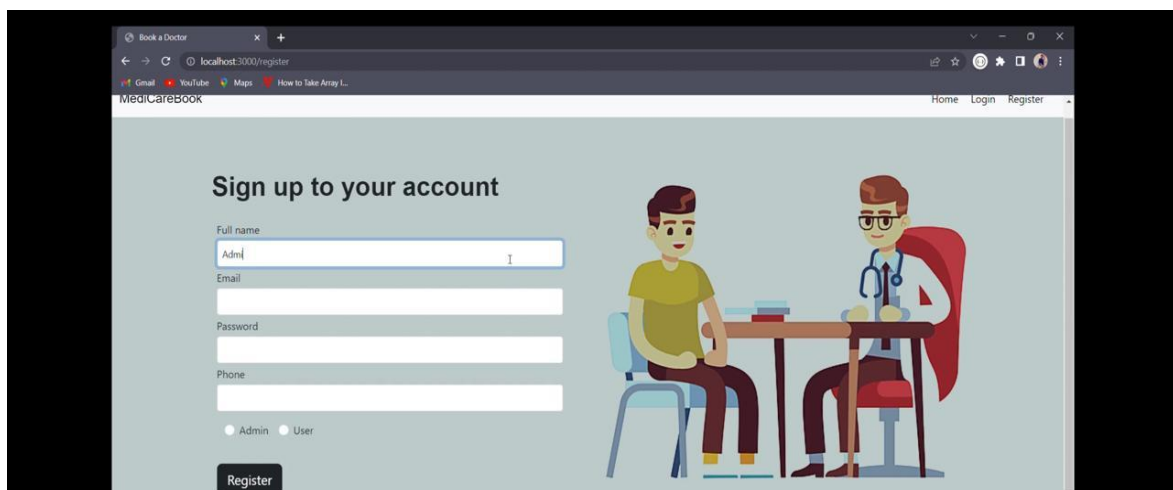 Book a Doctor
localhost:3000/register
Gmail YouTube Maps How to Take Array I...
MediCareBook Home Login Register
Sign up to your account
Full name
Admi
Email
Password
Phone
Admin User
Register